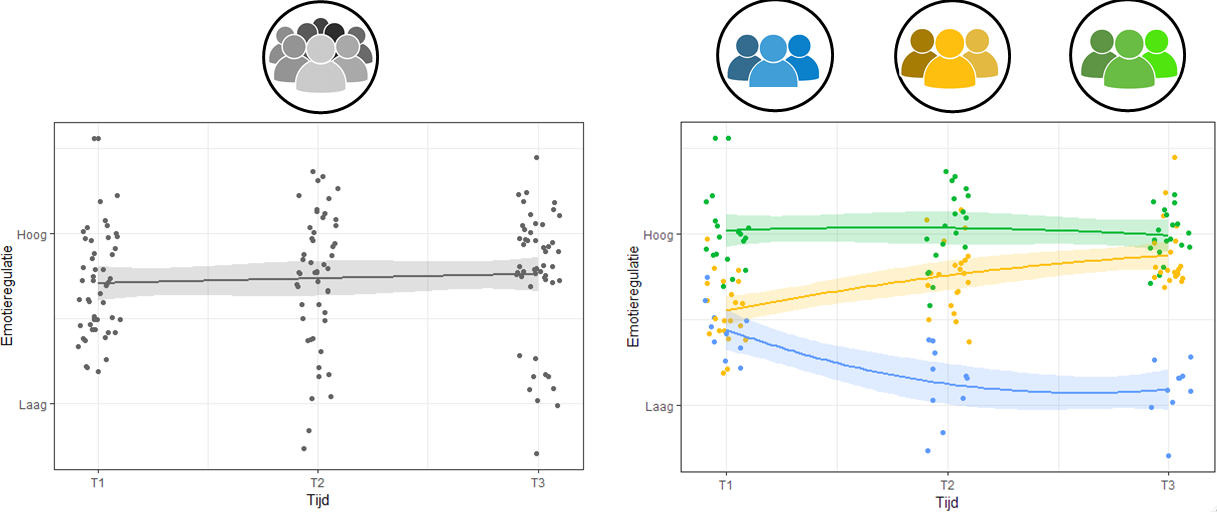 Emotieregulatie
Hoog
Laag
T1
T2
T3
Tijd
Emotieregulatie
Hoog
Laag
T1
T2
T3
Tijd